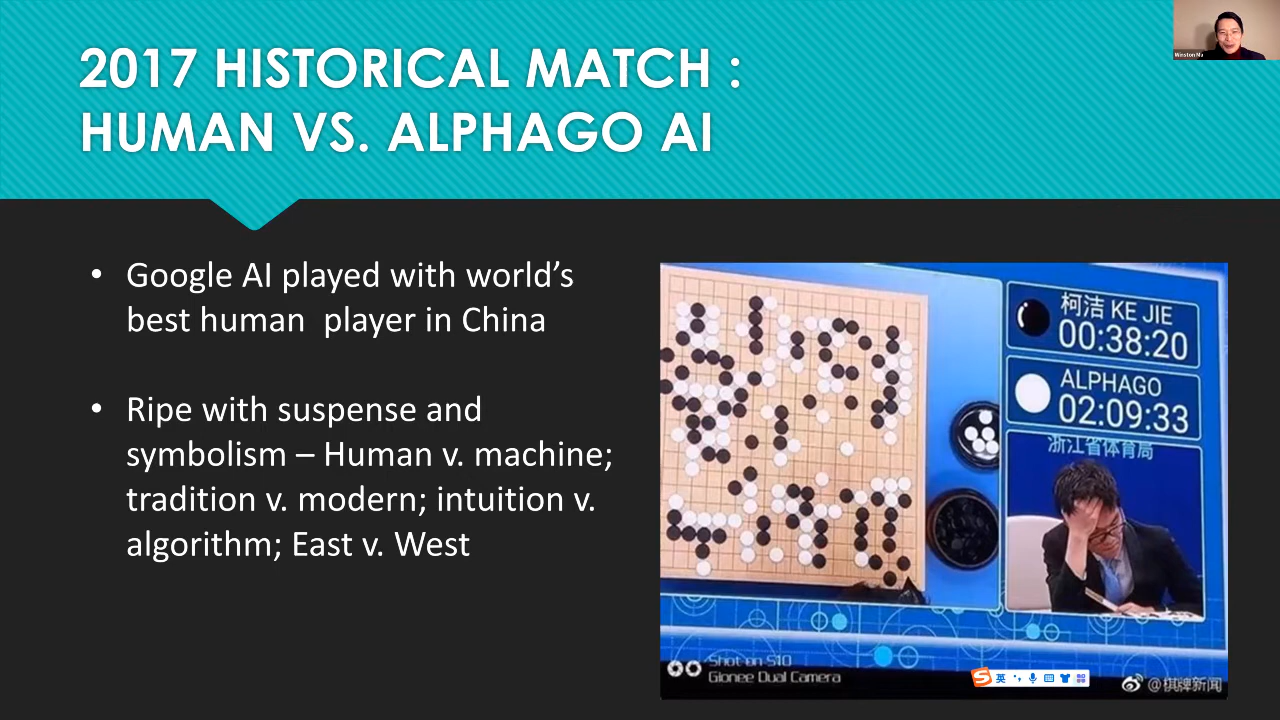 2017 HISTORICAL MATCH :
HUMAN VS. ALPHAGO AI
Winston Ma
• Google AI played with world’s
best human  player in China
• Ripe with suspense and
symbolism – Human v. machine;
tradition v. modern; intuition v.
algorithm; East v. West
柯洁 KE JIE
00:38:20
ALPHAGO
02:09:33
浙江省体育局
Shot on S10
Gionee Dual Camera
英
@棋牌新闻